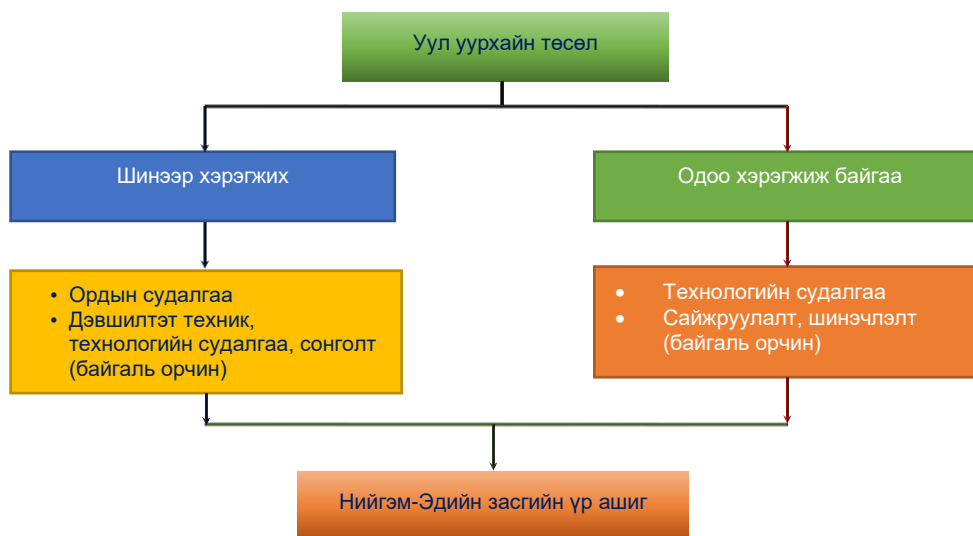 Уул уурхайн төсөл
Шинээр хэрэгжих
Одоо хэрэгжиж байгаа
• Ордын судалгаа
• Дэвшилтэт техник,
технологийн судалгаа, сонголт
(байгаль орчин)
• Технологийн судалгаа
• Сайжруулалт, шинэчлэлт
(байгаль орчин)
Нийгэм-Эдийн засгийн үр ашиг